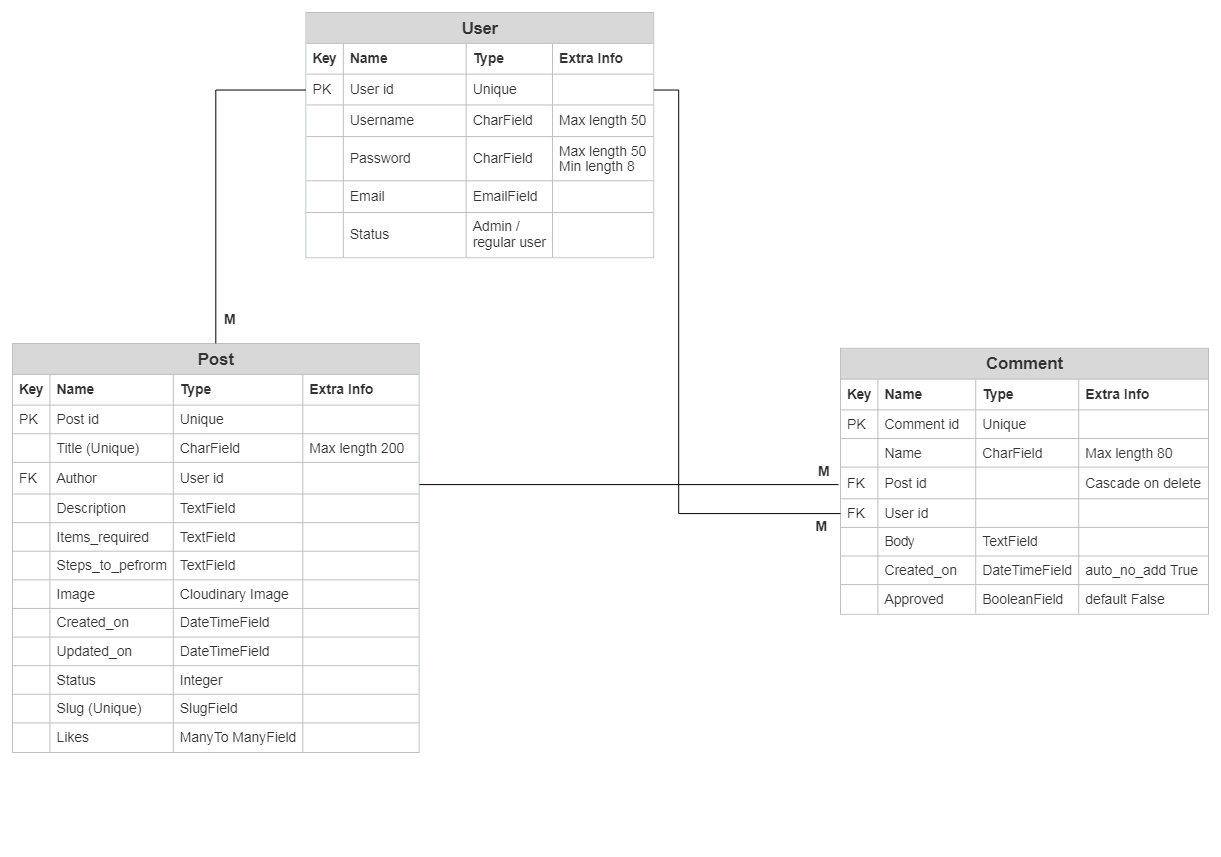 User
Key Name Type Extra Info
PK User id Unique
Username CharField Max length 50
Password CharField Max length 50
Min length 8
Email EmailField
Status Admin /
regular user
M
Post
Key Name Type Extra Info
PK Post id Unique
Title (Unique) CharField Max length 200
FK Author User id
Description TextField
Items_required TextField
Steps_to_pefrorm TextField
Image Cloudinary Image
Created_on DateTimeField
Updated_on DateTimeField
Status Integer
Slug (Unique) SlugField
Likes ManyTo ManyField
M
M
Comment
Key Name Type Extra Info
PK Comment id Unique
Name CharField Max length 80
FK Post id Cascade on delete
FK User id
Body TextField
Created_on DateTimeField auto_no_add True
Approved BooleanField default False